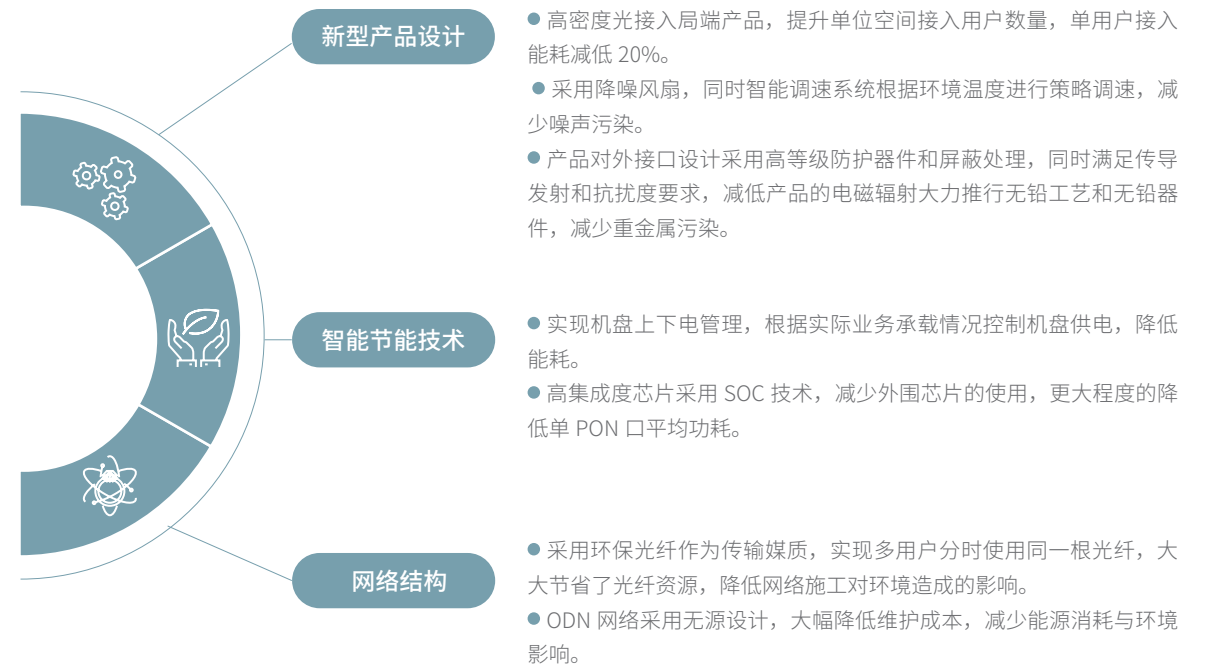 新型产品设计
● 高密度光接入局端产品，提升单位空间接入用户数量，单用户接入
能耗减低 20%。
● 采用降噪风扇，同时智能调速系统根据环境温度进行策略调速，减
少噪声污染。
● 产品对外接口设计采用高等级防护器件和屏蔽处理，同时满足传导
发射和抗扰度要求，减低产品的电磁辐射大力推行无铅工艺和无铅器
件，减少重金属污染。
智能节能技术
● 实现机盘上下电管理，根据实际业务承载情况控制机盘供电，降低
能耗。
● 高集成度芯片采用 SOC 技术，减少外围芯片的使用，更大程度的降
低单 PON 口平均功耗。
网络结构
● 采用环保光纤作为传输媒质，实现多用户分时使用同一根光纤，大
大节省了光纤资源，降低网络施工对环境造成的影响。
● ODN 网络采用无源设计，大幅降低维护成本，减少能源消耗与环境
影响。